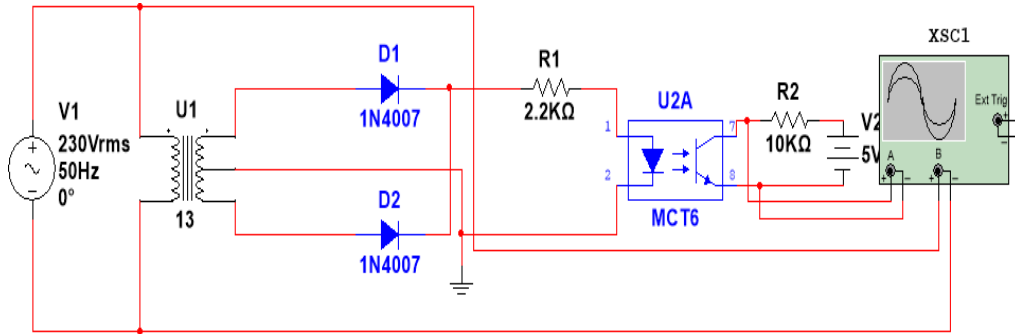 XSC1
D1
1N4007
R1
2.2KΩ
V1
230Vrms
50Hz
0°
U1
13
U2A
1
2
7
8
MCT6
R2
10KΩ
V2
5V
Ext Trig
+
−
A
B
+ −
+ −
D2
1N4007